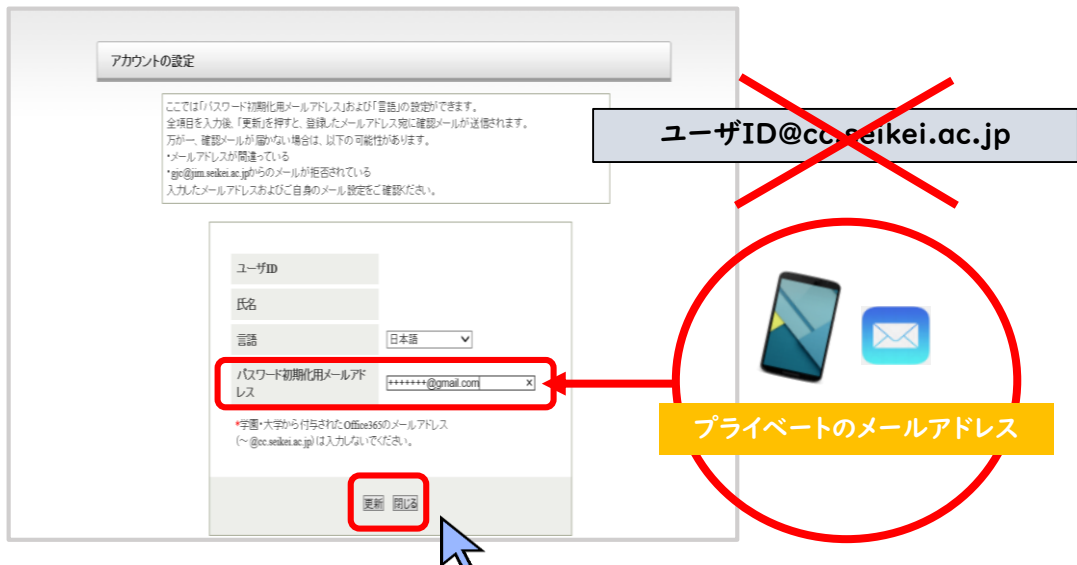 アカウントの設定
ここでは「パスワード初期化用メールアドレス」および「言語」の設定ができます。
全項目を入力後、「更新」を押すと、登録したメールアドレス宛に確認メールが送信されます。
万が一、確認メールが届かない場合は、以下の可能性があります。
・メールアドレスが間違っている
・gjc@jim.seikei.ac.jpからのメールが拒否されている
入力したメールアドレスおよびご自身のメール設定をご確認ください。
ユーザID@cc.seikei.ac.jp
ユーザID
氏名
言語 日本語
パスワード初期化用メールアド
レス
+++++++@gmail.com x
*学園・大学から付与されたOffice365のメールアドレス
(～@cc.seikei.ac.jp)は入力しないでください。
プライベートのメールアドレス
更新 閉じる